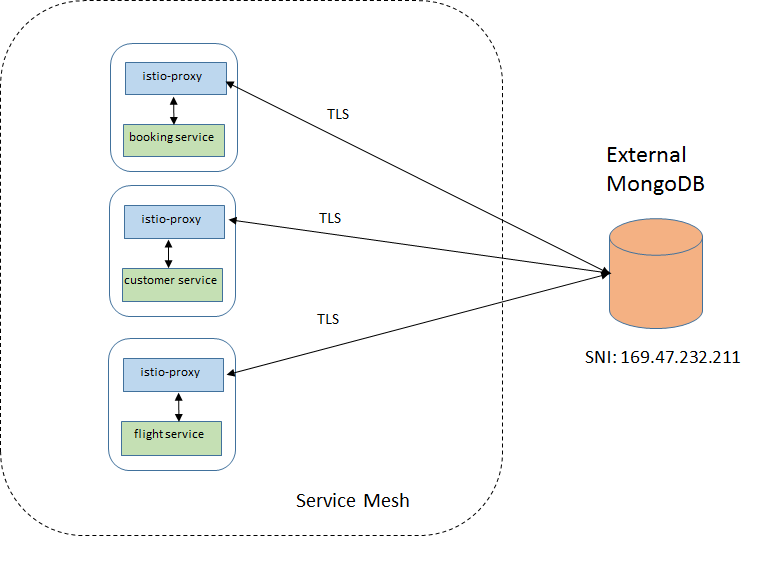 istio-proxy
booking service
TLS
External
MongoDB
istio-proxy
customer service
TLS
istio-proxy
flight service
TLS
SNI: 169.47.232.211
Service Mesh